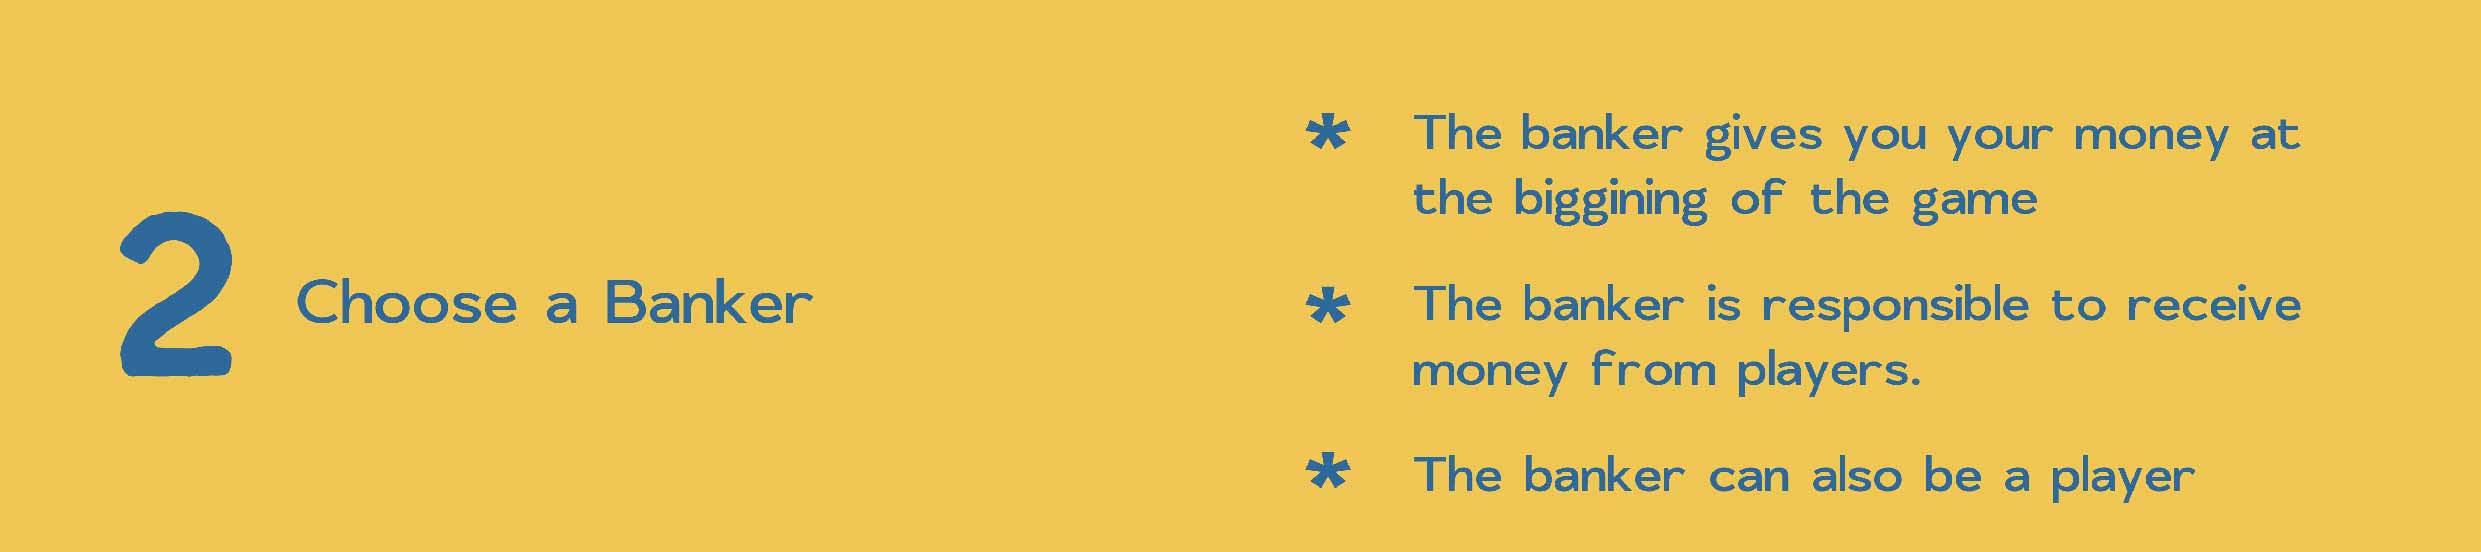 2 Choose a Banker
* The banker gives you your money at
the biggining of the game
* The banker is responsible to receive
money from players.
* The banker can also be a player